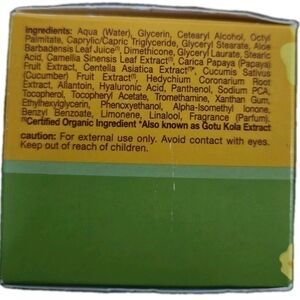 Ingredients: Aqua (Water), Glycerin, Cetearyl Alcohol, Octyl
Palmitate, Caprylic/Capric Triglyceride, Glyceryl Stearate, Aloe
Barbadensis Leaf Juice⁽¹⁾, Dimethicone, Glyceryl Laurate, Stearic
Acid, Camellia Sinensis Leaf Extract⁽¹⁾, Carica Papaya (Papaya)
Fruit Extract, Centella Asiatica Extract*⁽¹⁾, Cucumis Sativus
(Cucumber) Fruit Extract, Hedychium Coronarium Root
Extract, Allantoin, Hyaluronic Acid, Panthenol, Sodium PCA,
Tocopherol, Tocopheryl Acetate, Tromethamine, Xanthan Gum,
Ethylhexylglycerin, Phenoxyethanol, Alpha-Isomethyl Ionone,
Benzyl Benzoate, Limonene, Linalool, Fragrance (Parfum).
⁽¹⁾Certified Organic Ingredient *Also known as Gotu Kola Extract
caution: For external use only. Avoid contact with eyes.
Keep out of reach of children.